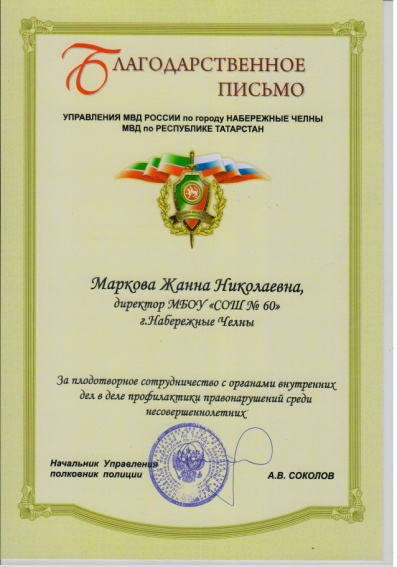 БЛАГОДАРСТВЕННОЕ
ПИСЬМО
УПРАВЛЕНИЯ МВД РОССИИ по городу НАБЕРЕЖНЫЕ ЧЕЛНЫ
МВД по РЕСПУБЛИКЕ ТАТАРСТАН
Маркова Жанна Николаевна,
директор МБОУ «СОШ № 60»
г.Набережные Челны
За плодотворное сотрудничество с органами внутренних
дел в деле профилактики правонарушений среди
несовершеннолетних
Начальник Управления
полковник полиции
А.В. СОКОЛОВ